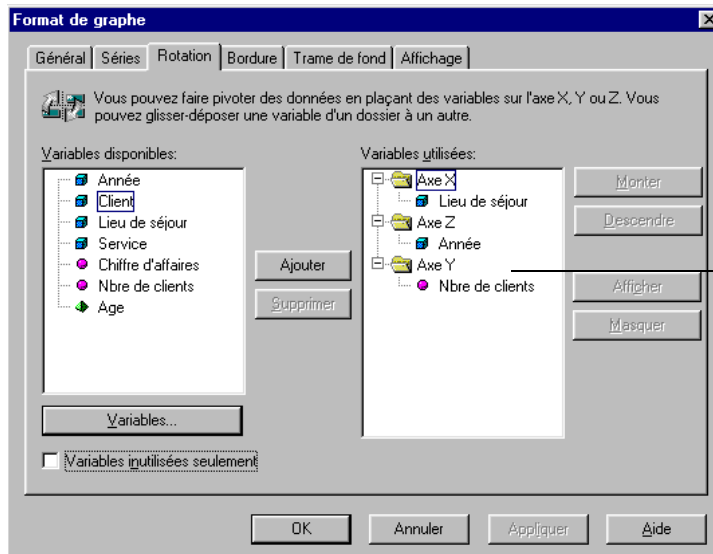 Format de graphe
Général Séries Rotation Bordure Trame de fond Affichage
Vous pouvez faire pivoter des données en plaçant des variables sur l'axe X, Y ou Z. Vous
pouvez glisser-déposer une variable d'un dossier à un autre.
Variables disponibles:
Année
Client
Lieu de séjour
Service
Chiffre d'affaires
Nbre de clients
Age
Variables...
Variables inutilisées seulement
Ajouter
Supprimer
Variables utilisées:
Axe X
Lieu de séjour
Axe Z
Année
Axe Y
Nbre de clients
Monter
Descendre
Afficher
Masquer
OK Annuler Appliquer Aide